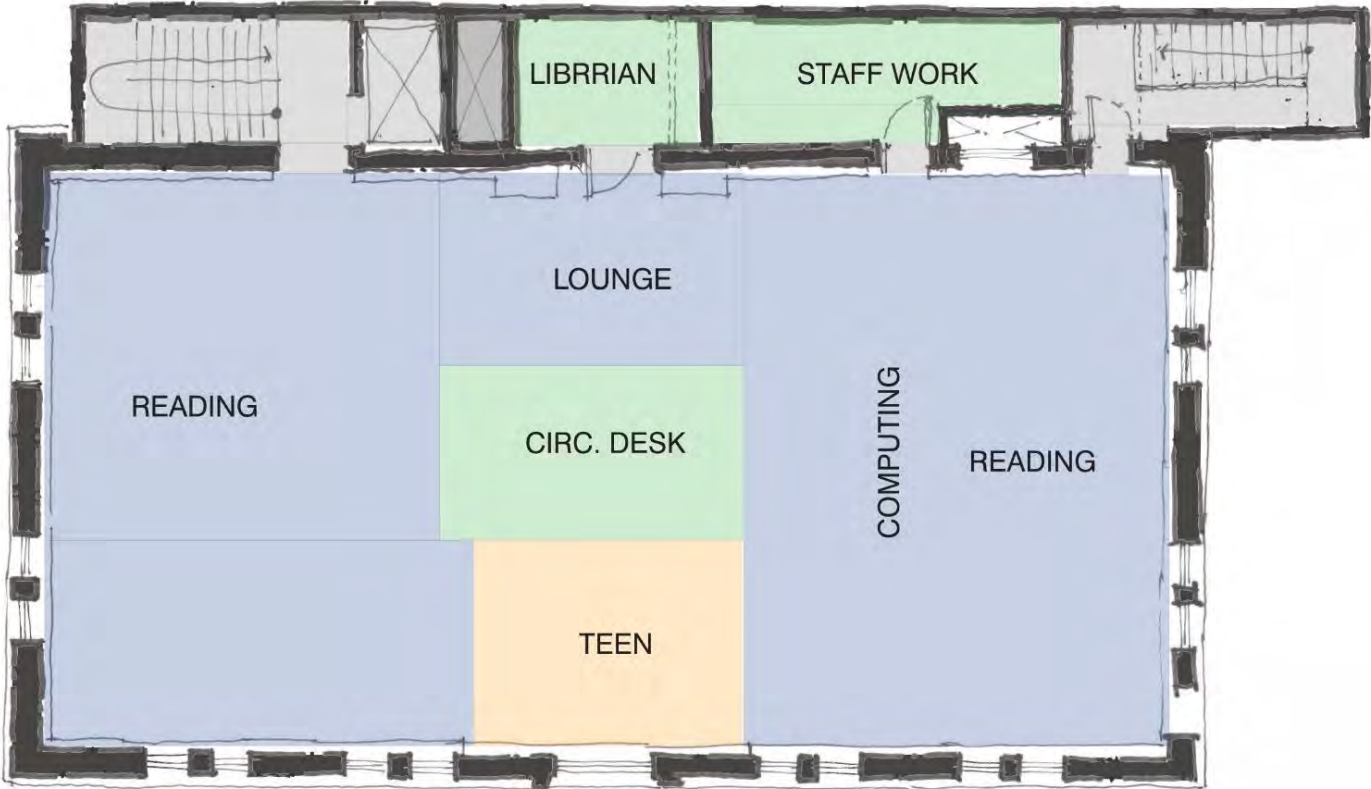 LIBRRIAN
STAFF WORK
LOUNGE
READING
CIRC. DESK
COMPUTING
READING
TEEN